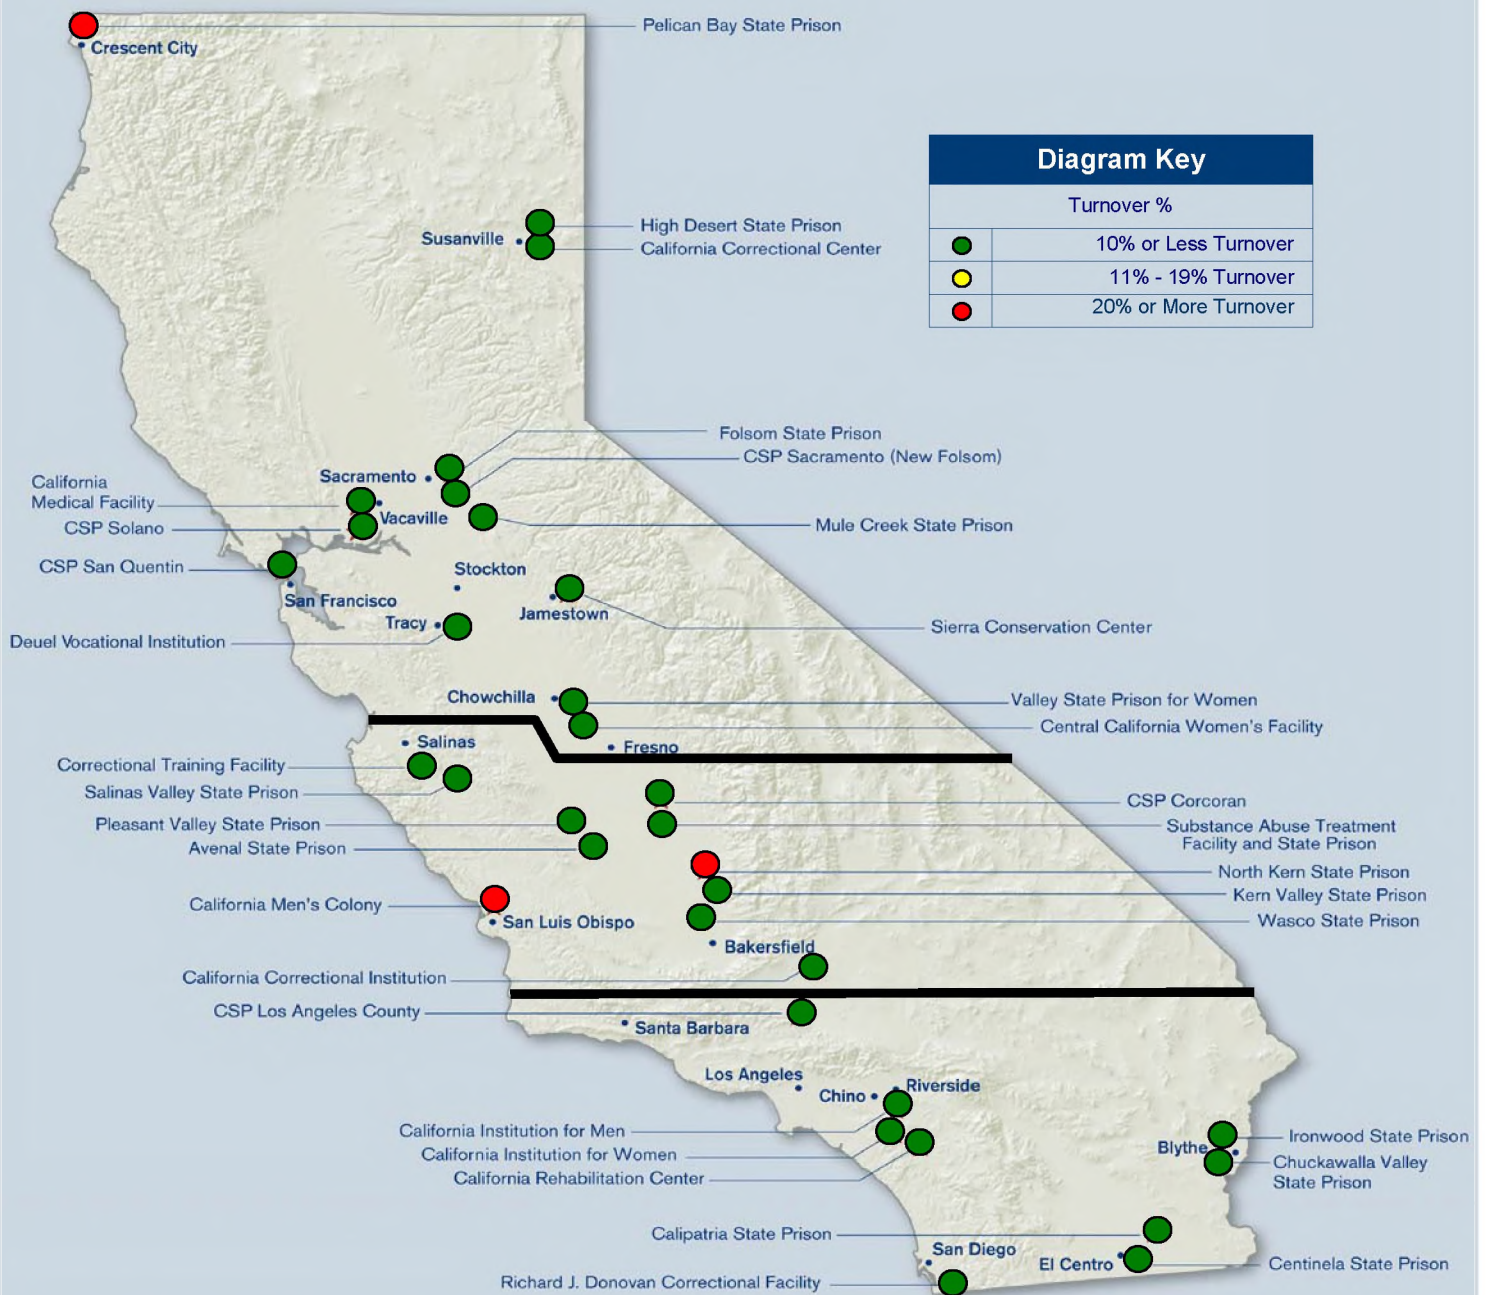 Pelican Bay State Prison
Crescent City
Diagram Key
Turnover %
10% or Less Turnover
11% - 19% Turnover
20% or More Turnover
High Desert State Prison
Susanville
California Correctional Center
Folsom State Prison
CSP Sacramento (New Folsom)
Sacramento
California
Medical Facility
Vacaville
CSP Solano
Mule Creek State Prison
CSP San Quentin
Stockton
San Francisco
Jamestown
Tracy
Sierra Conservation Center
Deuel Vocational Institution
Chowchilla
Valley State Prison for Women
Central California Women's Facility
Salinas
Fresno
Correctional Training Facility
Salinas Valley State Prison
CSP Corcoran
Pleasant Valley State Prison
Substance Abuse Treatment
Facility and State Prison
Avenal State Prison
North Kern State Prison
Kern Valley State Prison
California Men's Colony
San Luis Obispo
Wasco State Prison
Bakersfield
California Correctional Institution
CSP Los Angeles County
Santa Barbara
Los Angeles
Riverside
Chino
California Institution for Men
California Institution for Women
California Rehabilitation Center
Ironwood State Prison
Blythe
Chuckawalla Valley
State Prison
Calipatria State Prison
San Diego
El Centro
Centinela State Prison
Richard J. Donovan Correctional Facility